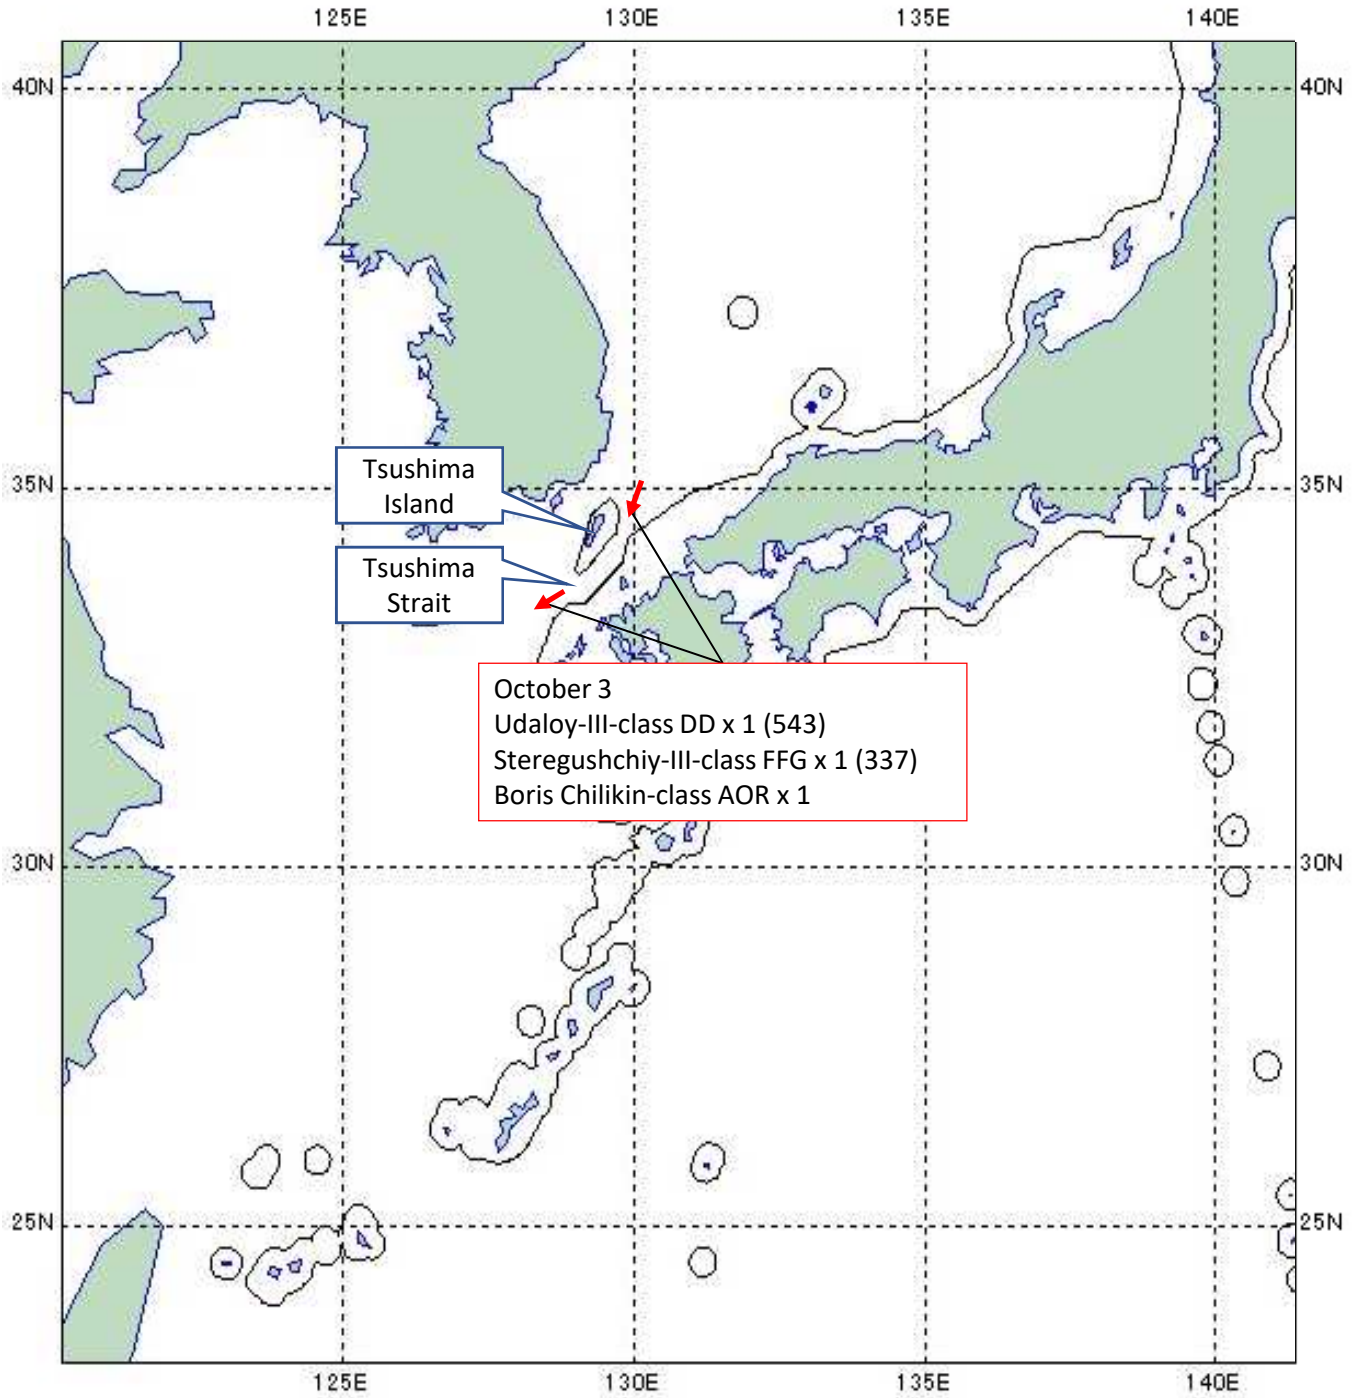 125E 130E 135E 140E
40N 40N
35N 35N
Tsushima
Island
Tsushima
Strait
October 3
Udaloy-III-class DD x 1 (543)
Steregushchiy-III-class FFG x 1 (337)
Boris Chilikin-class AOR x 1
30N 30N
25N 25N
125E 130E 135E 140E